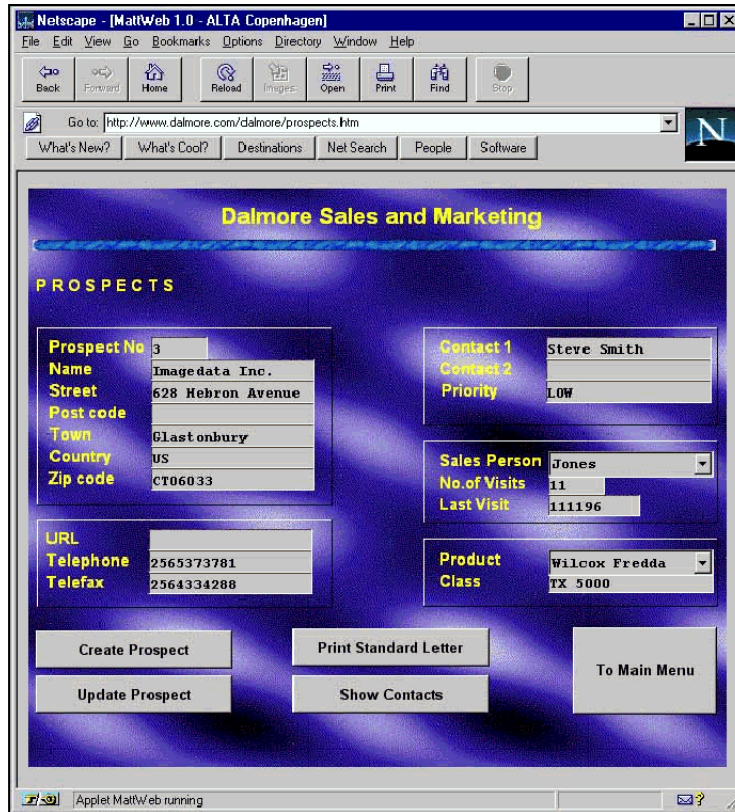 Netscape - [MattWeb 1.0 - ALTA Copenhagen]
File Edit View Go Bookmarks Options Directory Window Help
Back Forward Home Reload Images Open Print Find Stop
Go to: http://www.dalmore.com/dalmore/prospects.htm
N
What's New? What's Cool? Destinations Net Search People Software
Dalmore Sales and Marketing
PROSPECTS
Prospect No 3
Name Imagedata Inc.
Street 628 Hebron Avenue
Post code
Town Glastonbury
Country US
Zip code CT06033
URL
Telephone 2565373781
Telefax 2564334288
Contact 1 Steve Smith
Contact 2
Priority LOW
Sales Person Jones
No.of Visits 11
Last Visit 111196
Product Wilcox Fredda
Class TX 5000
Create Prospect Print Standard Letter To Main Menu
Update Prospect Show Contacts
Applet MattWeb running